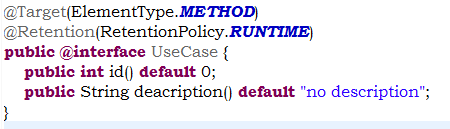 @Target(ElementType.METHOD)
@Retention(RetentionPolicy.RUNTIME)
public @interface UseCase {
    public int id() default 0;
    public String deacription() default "no description";
}